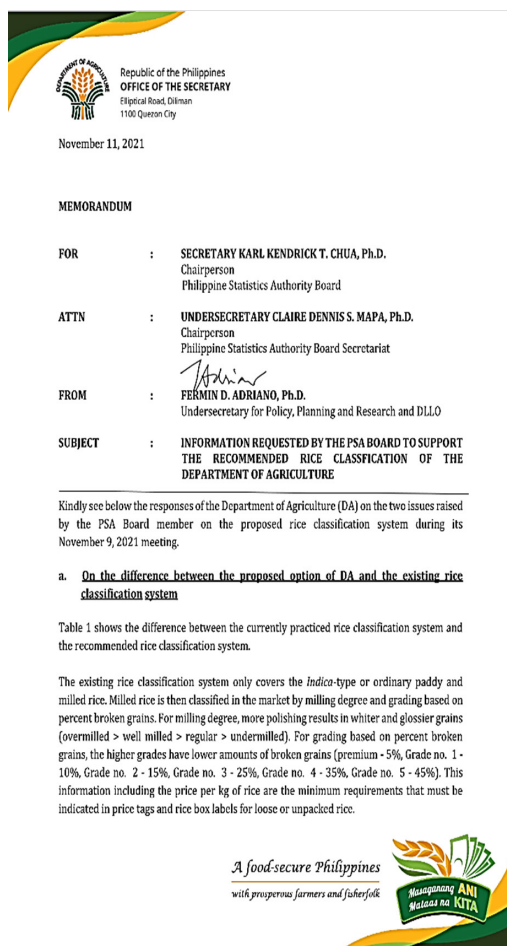 DEPARTMENT OF AGRICULTURE
Republic of the Philippines
OFFICE OF THE SECRETARY
Elliptical Road, Diliman
1100 Quezon City
November 11, 2021
MEMORANDUM
FOR : SECRETARY KARL KENDRICK T. CHUA, Ph.D.
Chairperson
Philippine Statistics Authority Board
ATTN : UNDERSECRETARY CLAIRE DENNIS S. MAPA, Ph.D.
Chairperson
Philippine Statistics Authority Board Secretariat
FROM : FERMIN D. ADRIANO, Ph.D.
Undersecretary for Policy, Planning and Research and DLLO
SUBJECT : INFORMATION REQUESTED BY THE PSA BOARD TO SUPPORT
THE RECOMMENDED RICE CLASSFICATION OF THE
DEPARTMENT OF AGRICULTURE
Kindly see below the responses of the Department of Agriculture (DA) on the two issues raised
by the PSA Board member on the proposed rice classification system during its
November 9, 2021 meeting.
a. On the difference between the proposed option of DA and the existing rice
classification system
Table 1 shows the difference between the currently practiced rice classification system and
the recommended rice classification system.
The existing rice classification system only covers the Indica-type or ordinary paddy and
milled rice. Milled rice is then classified in the market by milling degree and grading based on
percent broken grains. For milling degree, more polishing results in whiter and glossier grains
(overmilled > well milled > regular > undermilled). For grading based on percent broken
grains, the higher grades have lower amounts of broken grains (premium - 5%, Grade no. 1 -
10%, Grade no. 2 - 15%, Grade no. 3 - 25%, Grade no. 4 - 35%, Grade no. 5 - 45%). This
information including the price per kg of rice are the minimum requirements that must be
indicated in price tags and rice box labels for loose or unpacked rice.
A food-secure Philippines
with prosperous farmers and fisherfolk
Masaganang ANI
Mataas na KITA